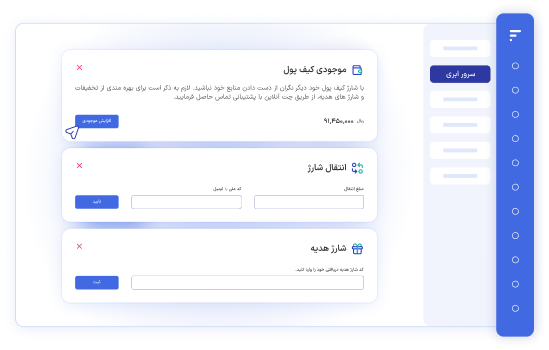 سرور ابری
موجودی کیف پول
با شارژ کیف پول خود دیگر نگران از دست دادن منابع خود نباشید. لازم به ذکر است برای بهره مندی از تخفیفات
و شارژ های هدیه، از طریق چت آنلاین با پشتیبانی تماس حاصل فرمایید.
۹۱,۴۵۰,۰۰۰ ریال
افزایش موجودی
انتقال شارژ
مبلغ انتقال
کد ملی یا ایمیل
تایید
شارژ هدیه
کد شارژ هدیه دریافتی خود را وارد کنید.
ثبت